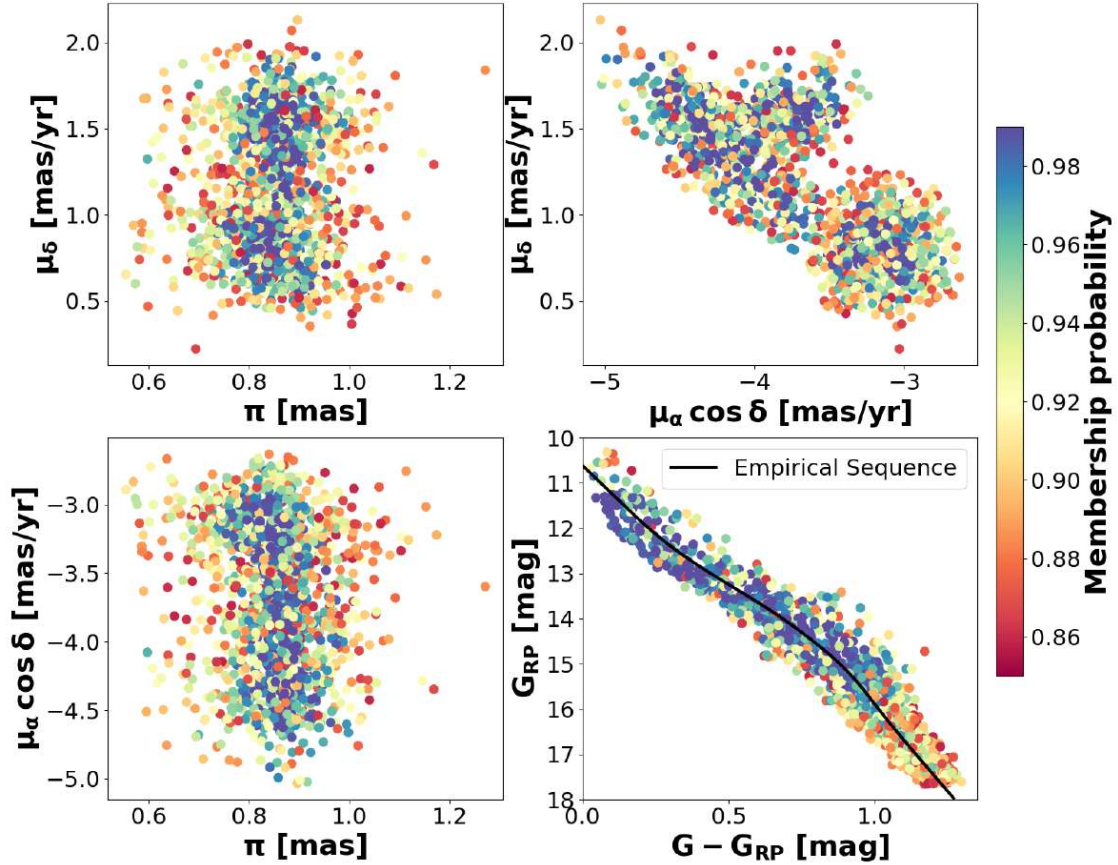 2.0
1.5
1.0
0.5
μδ [mas/yr]
0.6 0.8 1.0 1.2
π [mas]
2.0
1.5
1.0
0.5
μδ [mas/yr]
−5 −4 −3
μα cos δ [mas/yr]
−3.0
−3.5
−4.0
−4.5
−5.0
μα cos δ [mas/yr]
0.6 0.8 1.0 1.2
π [mas]
10
11
12
13
14
15
16
17
18
GRP [mag]
Empirical Sequence
0.0 0.5 1.0
G − GRP [mag]
0.98
0.96
0.94
0.92
0.90
0.88
0.86
Membership probability